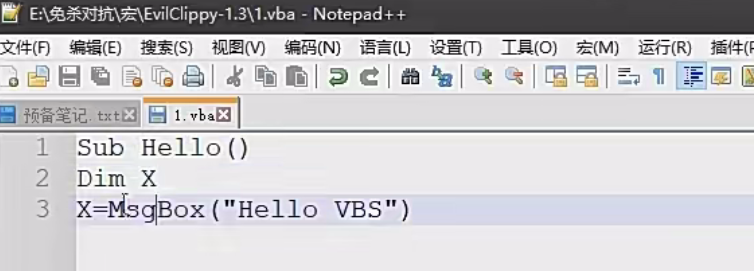 E:\免杀对抗\宏\EvilClippy-1.3\1.vba - Notepad++
文件(F) 编辑(E) 搜索(S) 视图(V) 编码(N) 语言(L) 设置(T) 工具(O) 宏(M) 运行(R) 插件(P
预备笔记.txt 1.vba
1 Sub Hello()
2 Dim X
3 X=MsgBox("Hello VBS")